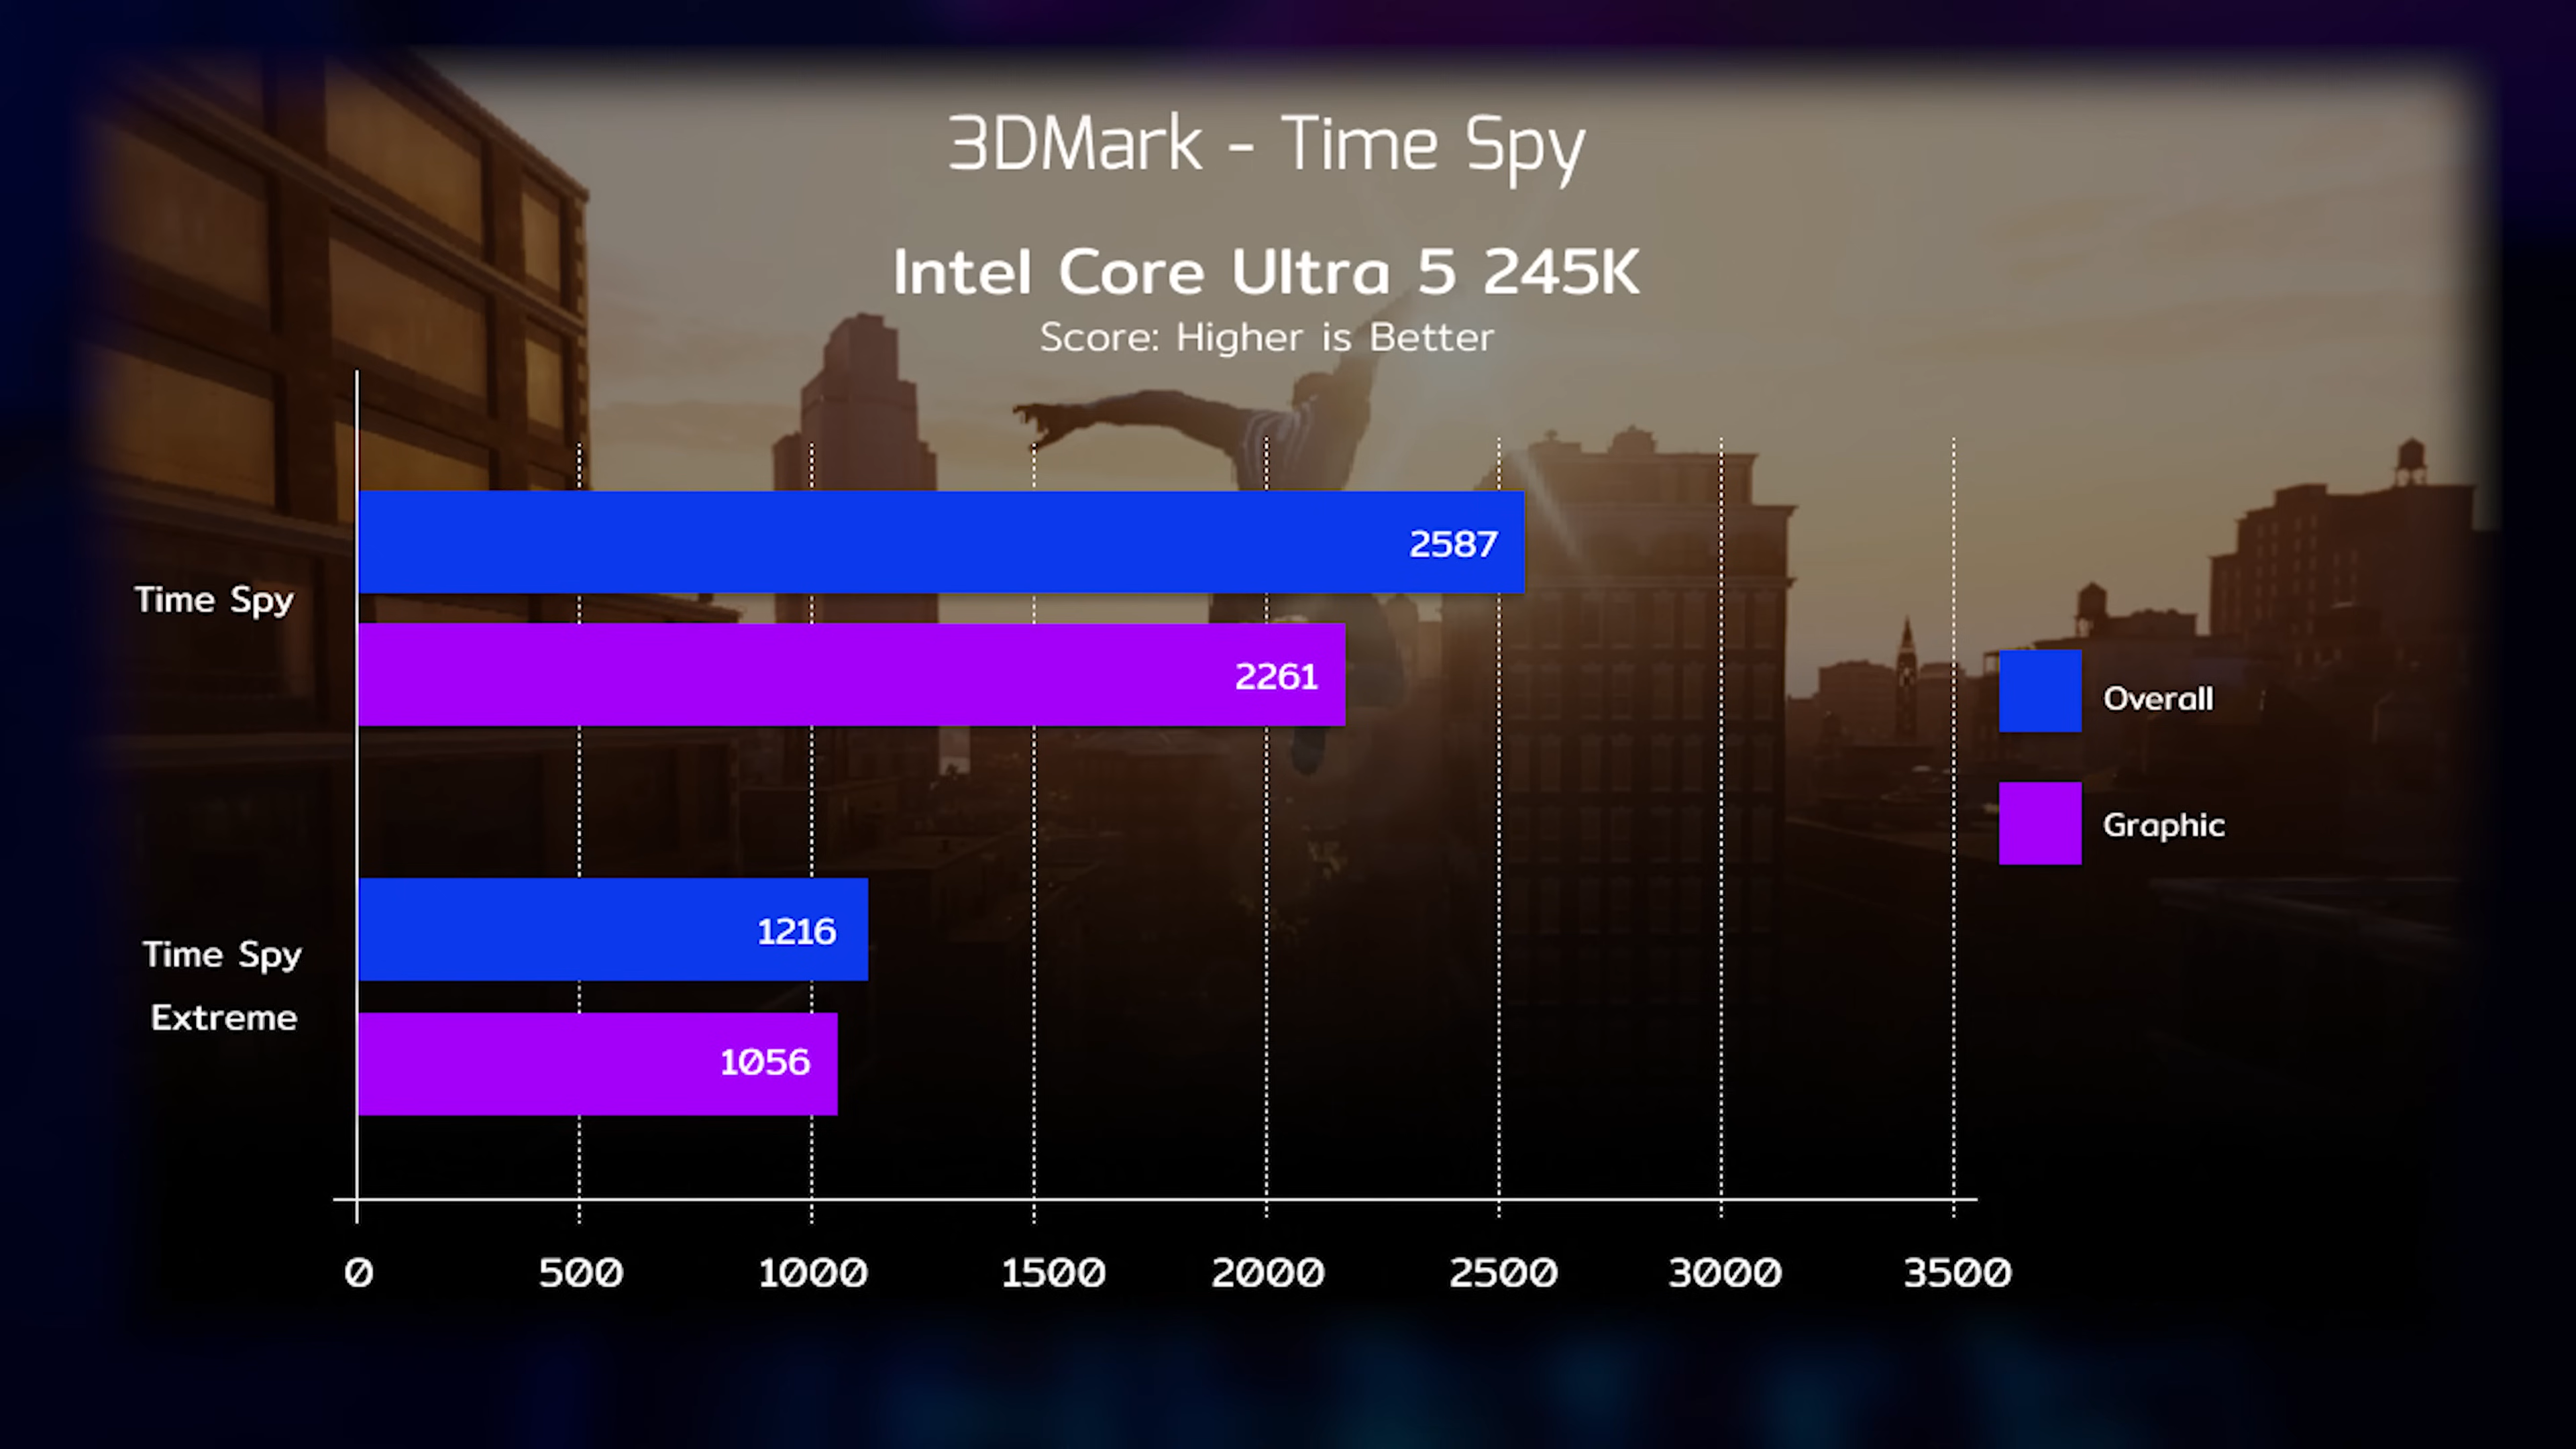 3DMark - Time Spy
Intel Core Ultra 5 245K
Score: Higher is Better
2587
Time Spy
2261
Overall
Graphic
1216
Time Spy
Extreme
1056
0 500 1000 1500 2000 2500 3000 3500